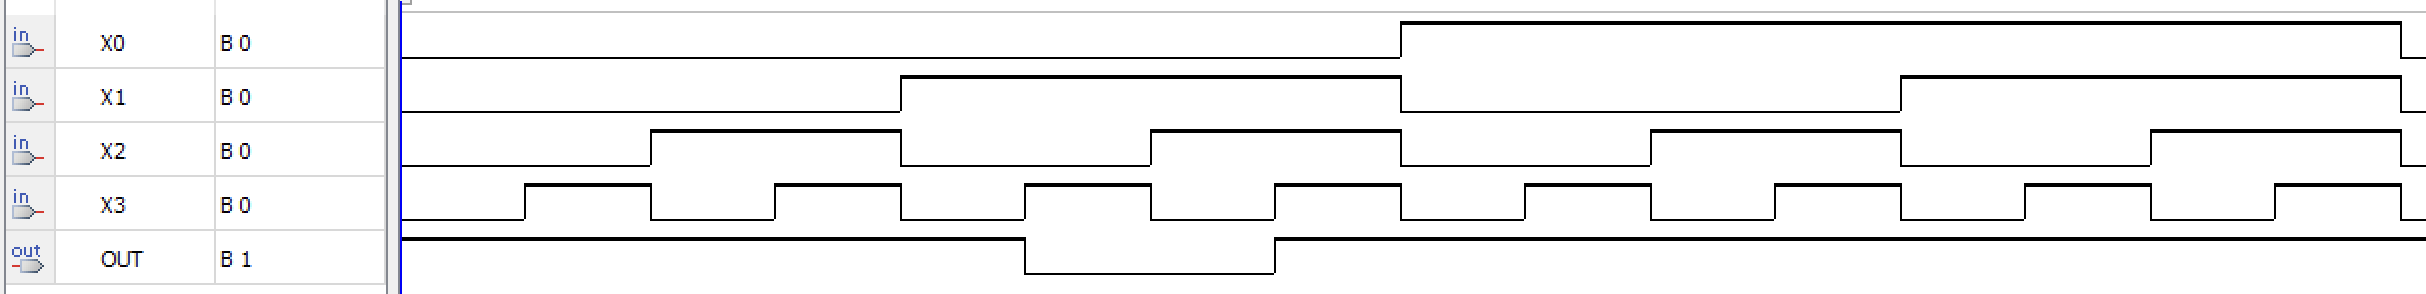 in X0 B 0
in X1 B 0
in X2 B 0
in X3 B 0
out OUT B 1